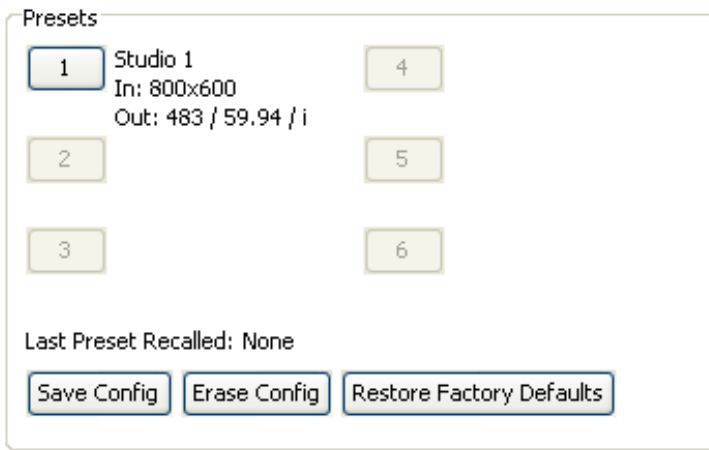 Presets
1
Studio 1
In: 800x600
Out: 483 / 59.94 / i
4
2
5
3
6
Last Preset Recalled: None
Save Config
Erase Config
Restore Factory Defaults